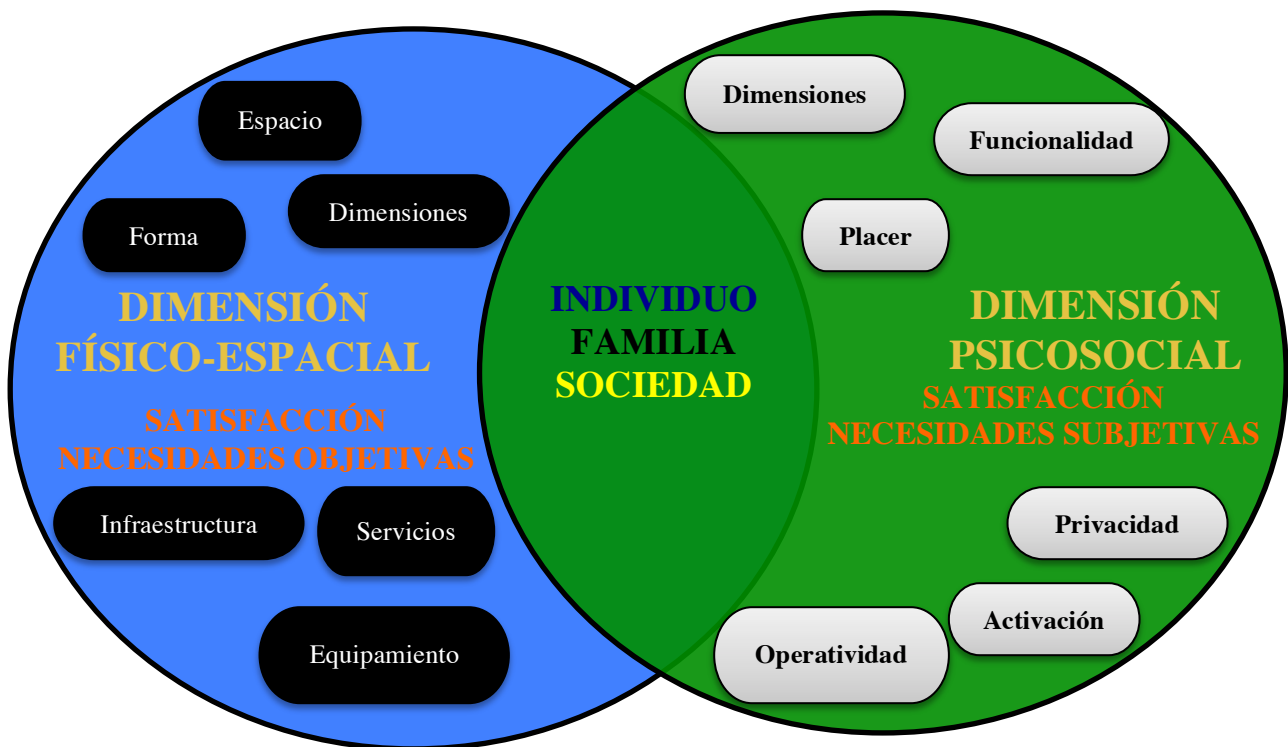 Espacio
Forma
Dimensiones
DIMENSIÓN
FÍSICO-ESPACIAL
SATISFACCIÓN
NECESIDADES OBJETIVAS
Infraestructura
Servicios
Equipamiento
INDIVIDUO
FAMILIA
SOCIEDAD
Dimensiones
Funcionalidad
Placer
DIMENSIÓN
PSICOSOCIAL
SATISFACCIÓN
NECESIDADES SUBJETIVAS
Privacidad
Activación
Operatividad